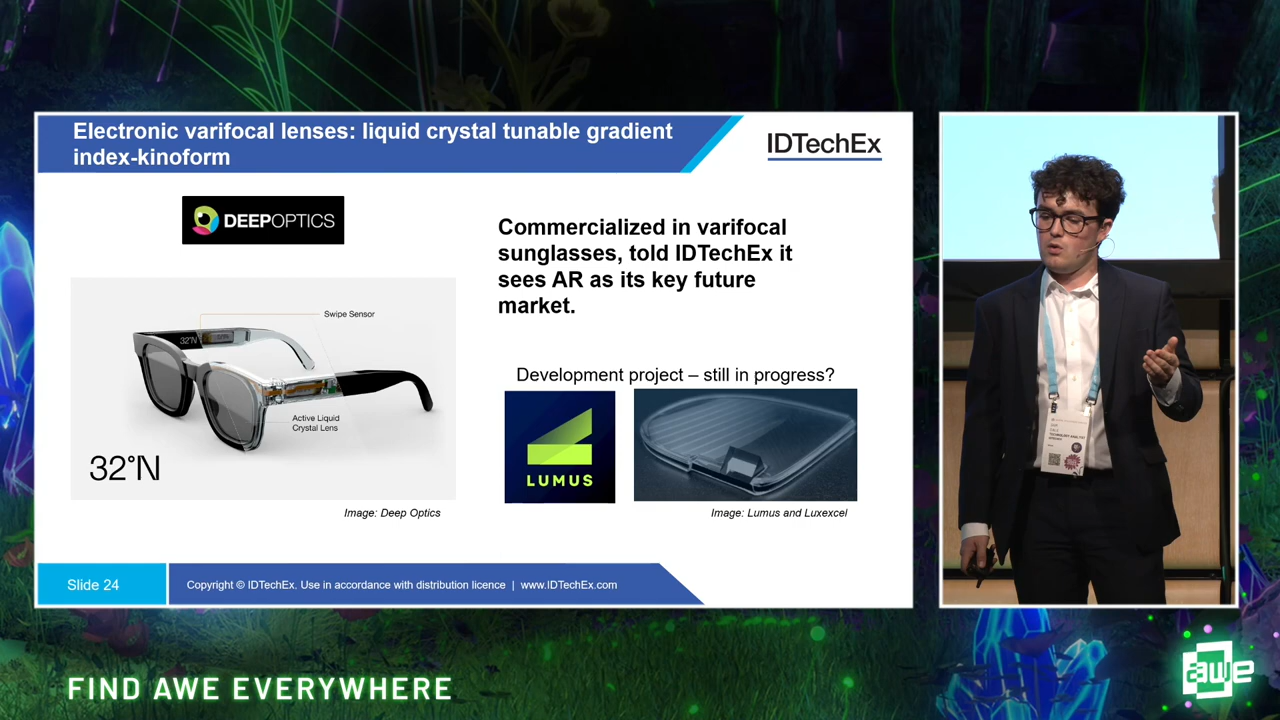 Electronic varifocal lenses: liquid crystal tunable gradient
index-kinoform
IDTechEx
DEEPOPTICS
Commercialized in varifocal
sunglasses, told IDTechEx it
sees AR as its key future
market.
32°N
Swipe Sensor
Active Liquid
Crystal Lens
32°N
Image: Deep Optics
Development project – still in progress?
LUMUS
Image: Lumus and Luxexcel
Slide 24
Copyright © IDTechEx. Use in accordance with distribution licence | www.IDTechEx.com
TECHNOLOGY ANALYST
FIND AWE EVERYWHERE
awe